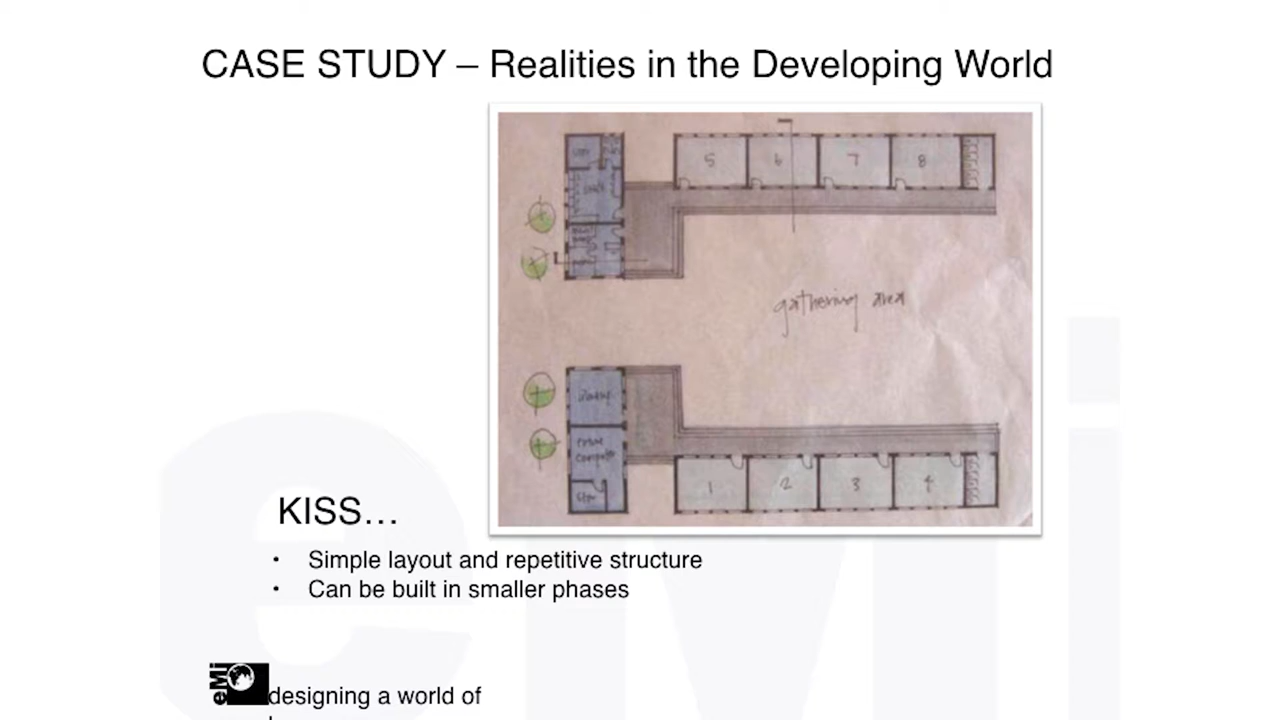 CASE STUDY – Realities in the Developing World
5 6 7 8
gathering area
1 2 3 4
KISS…
• Simple layout and repetitive structure
• Can be built in smaller phases
eMi
designing a world of
eMi